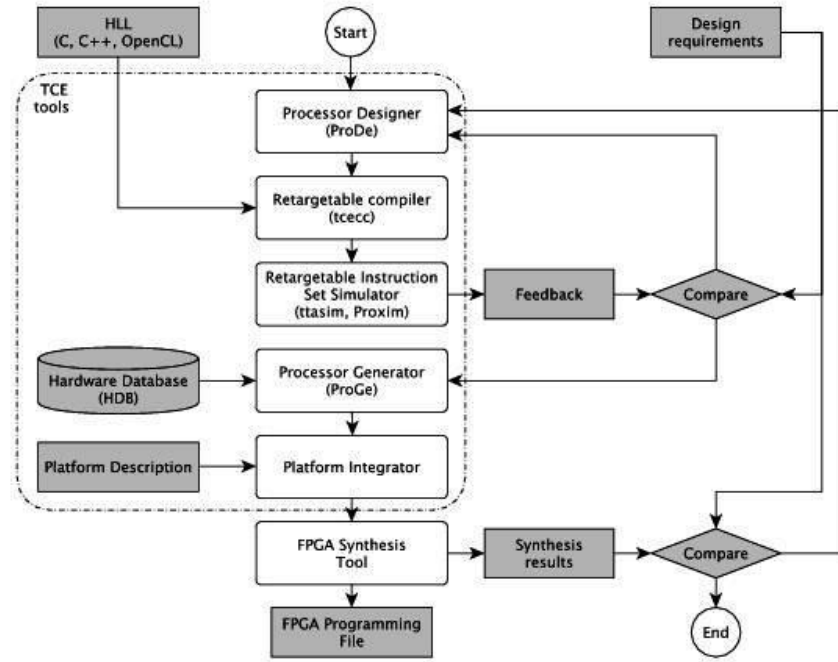 HLL
(C, C++, OpenCL)
Start
Design
requirements
TCE
tools
Processor Designer
(ProDe)
Retargetable compiler
(tcecc)
Retargetable Instruction
Set Simulator
(ttasim, Proxim)
Feedback
Compare
Hardware Database
(HDB)
Processor Generator
(ProGe)
Platform Description
Platform Integrator
FPGA Synthesis
Tool
Synthesis
results
Compare
FPGA Programming
File
End